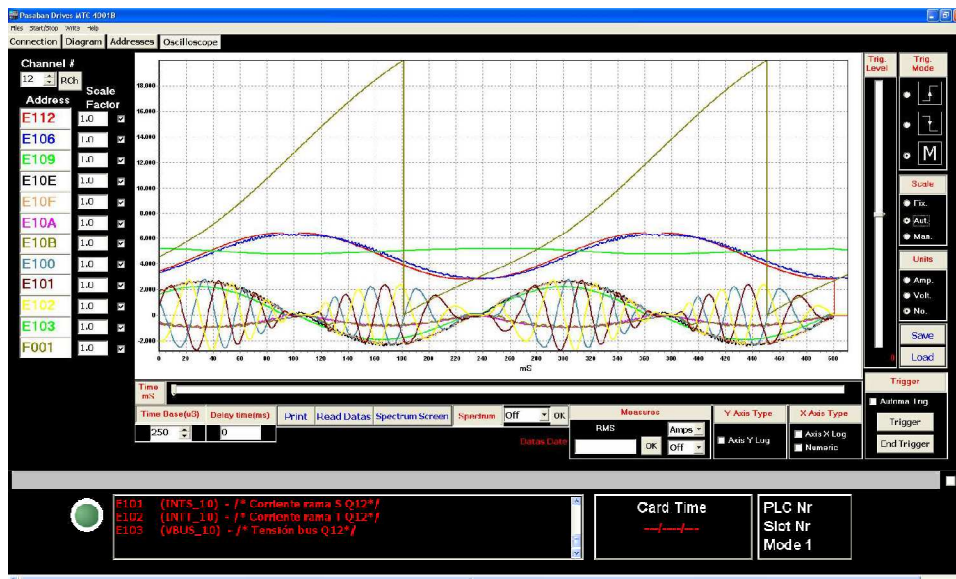 Pasaban Drives MTC 4001B
Files Start/Stop Write Help
Connection Diagram Addresses Oscilloscope
Channel #
12 RCh
Address Scale Factor
E112 1.0
E106 1.0
E109 1.0
E10E 1.0
E10F 1.0
E10A 1.0
E10B 1.0
E100 1.0
E101 1.0
E102 1.0
E103 1.0
F001 1.0
18,000
16,000
14,000
12,000
10,000
8,000
6,000
4,000
2,000
0
-2,000
0 20 40 60 80 100 120 140 160 180 200 220 240 260 280 300 320 340 360 380 400 420 440 460 480 500
mS
Trig. Level
0
Trig. Mode
M
Scale
Fix.
Aut.
Man.
Units
Amp.
Volt.
No.
Save
Load
Trigger
Trigger
End Trigger
Time mS
Time Base(uS) Delay time(ms) Print Read Datas Spectrum Screen Spectrum Off OK
250 0
Datas Date
Measures
RMS Amps
OK Off
Y Axis Type
Axis Y Log
X Axis Type
Axis X Log
Numeric
E101 (INTS_10) - /* Corriente rama S Q12*/
E102 (INTT_10) - /* Corriente rama T Q12*/
E103 (VBUS_10) - /* Tensión bus Q12*/
Card Time
--/--/--
PLC Nr
Slot Nr
Mode 1